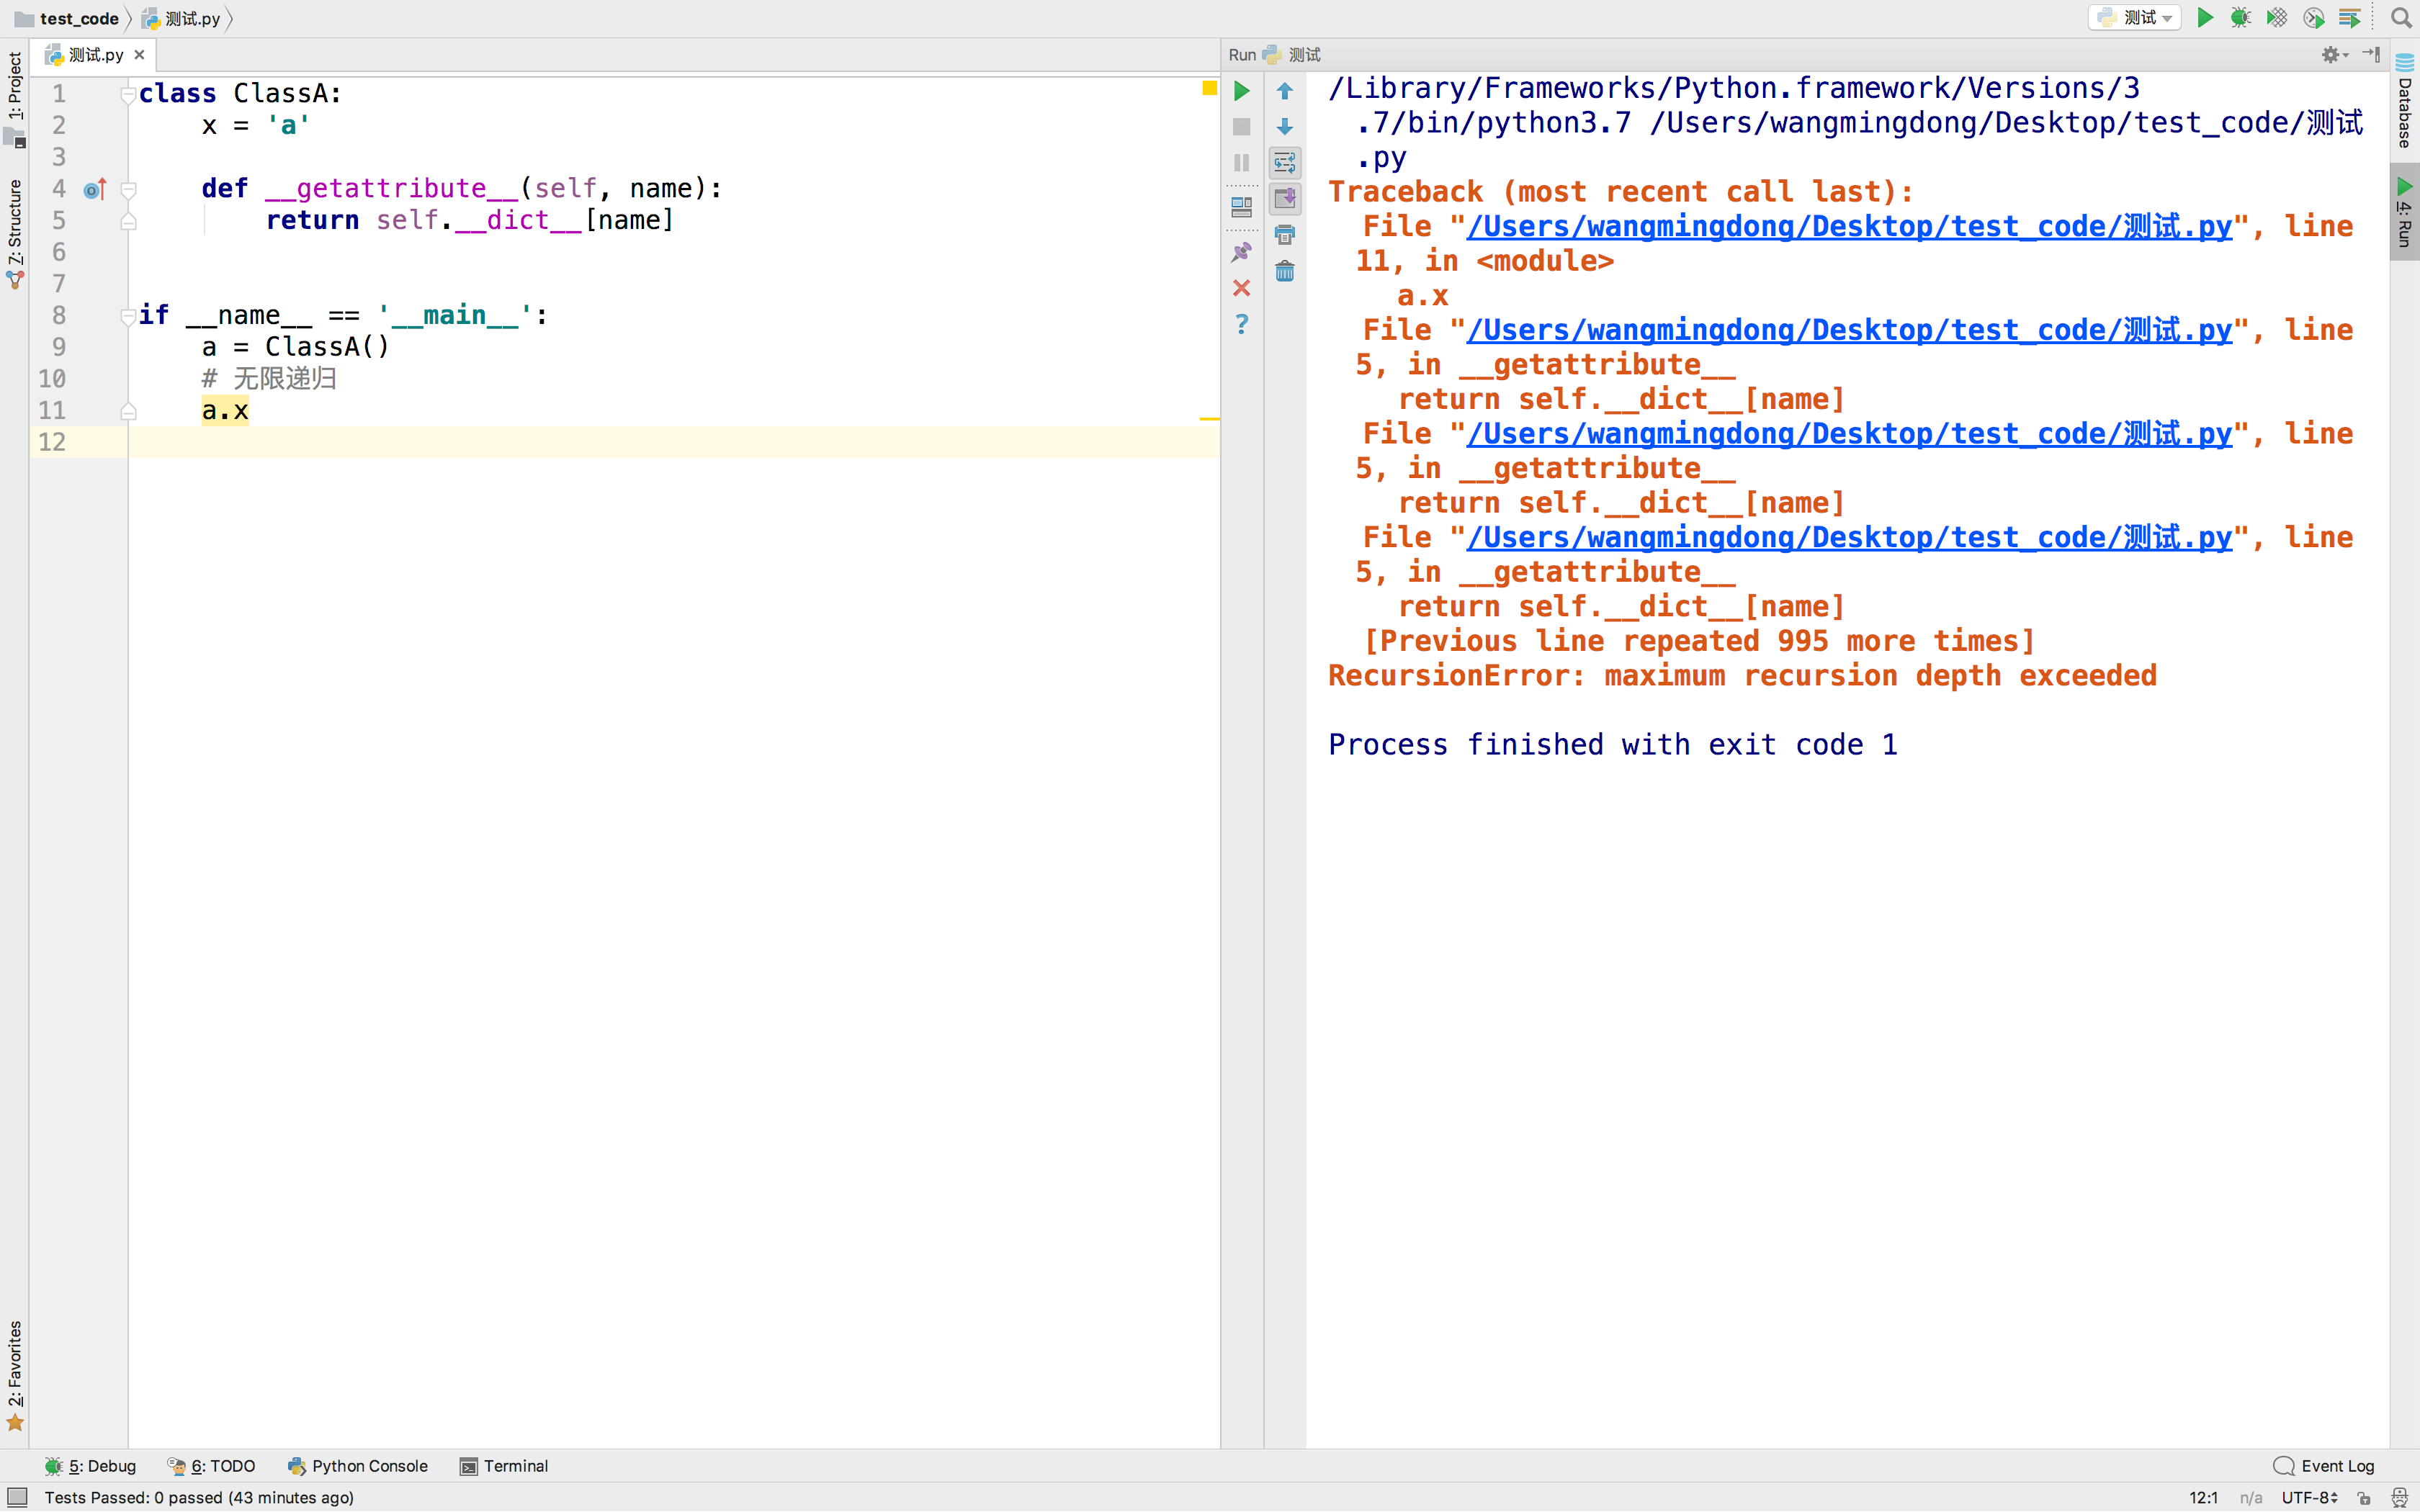 test_code 测试.py
测试
1: Project
7: Structure
2: Favorites
测试.py
1 class ClassA:
2     x = 'a'
3
4     def __getattribute__(self, name):
5         return self.__dict__[name]
6
7
8 if __name__ == '__main__':
9     a = ClassA()
10     # 无限递归
11     a.x
12
Run 测试
/Library/Frameworks/Python.framework/Versions/3
.7/bin/python3.7 /Users/wangmingdong/Desktop/test_code/测试
.py
Traceback (most recent call last):
File "/Users/wangmingdong/Desktop/test_code/测试.py", line
11, in <module>
a.x
File "/Users/wangmingdong/Desktop/test_code/测试.py", line
5, in __getattribute__
return self.__dict__[name]
File "/Users/wangmingdong/Desktop/test_code/测试.py", line
5, in __getattribute__
return self.__dict__[name]
File "/Users/wangmingdong/Desktop/test_code/测试.py", line
5, in __getattribute__
return self.__dict__[name]
[Previous line repeated 995 more times]
RecursionError: maximum recursion depth exceeded
Process finished with exit code 1
Database
4: Run
5: Debug 6: TODO Python Console Terminal Event Log
Tests Passed: 0 passed (43 minutes ago) 12:1 n/a UTF-8